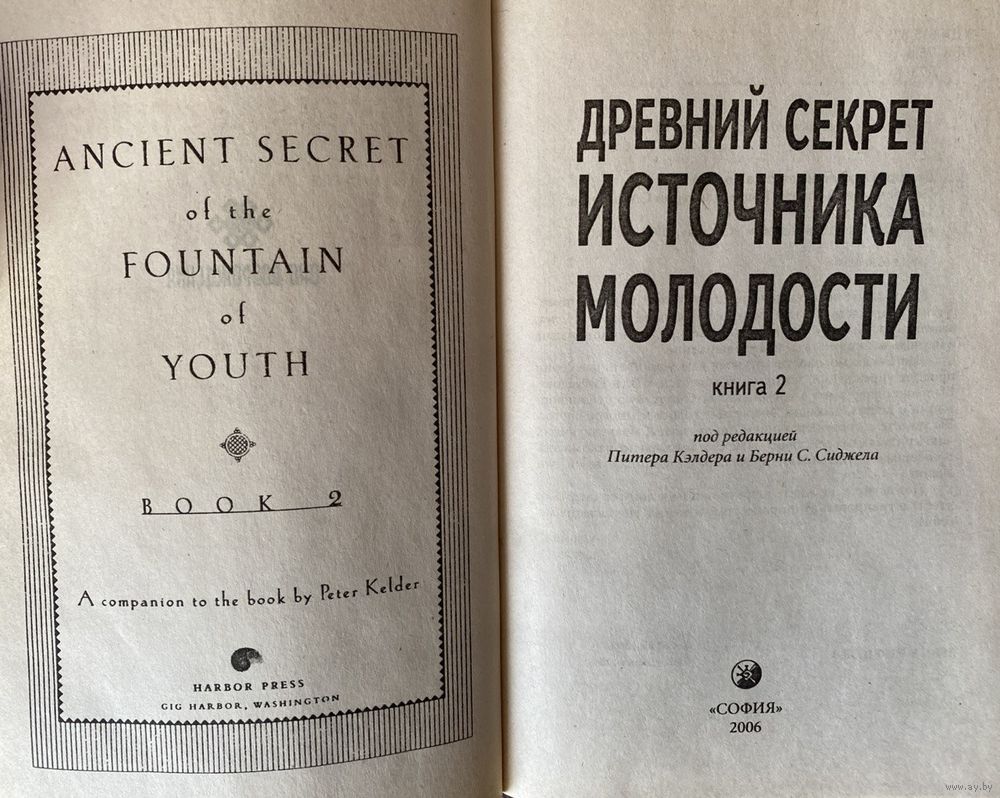 ANCIENT SECRET
of the
FOUNTAIN
of
YOUTH
BOOK 2
A companion to the book by Peter Kelder
HARBOR PRESS
GIG HARBOR, WASHINGTON
ДРЕВНИЙ СЕКРЕТ
ИСТОЧНИКА
МОЛОДОСТИ
книга 2
под редакцией
Питера Кэлдера и Берни С. Сиджела
«СОФИЯ»
2006
www.ay.by